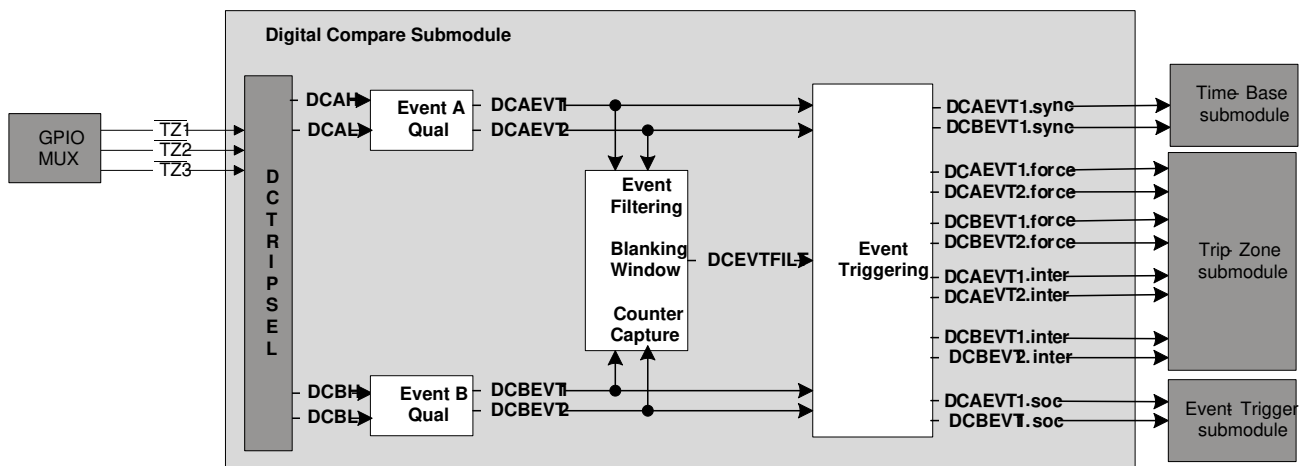 Digital Compare Submodule
GPIO
MUX
TZ1
TZ2
TZ3
DCTRIPSEL
DCAH
DCAL
Event A
Qual
DCAEVT1
DCAEVT2
DCBH
DCBL
Event B
Qual
DCBEVT1
DCBEVT2
Event
Filtering
Blanking
Window
Counter
Capture
DCEVTFILT
Event
Triggering
DCAEVT1.sync
DCBEVT1.sync
DCAEVT1.force
DCAEVT2.force
DCBEVT1.force
DCBEVT2.force
DCAEVT1.inter
DCAEVT2.inter
DCBEVT1.inter
DCBEVT2.inter
DCAEVT1.soc
DCBEVT1.soc
Time-Base
submodule
Trip-Zone
submodule
Event-Trigger
submodule